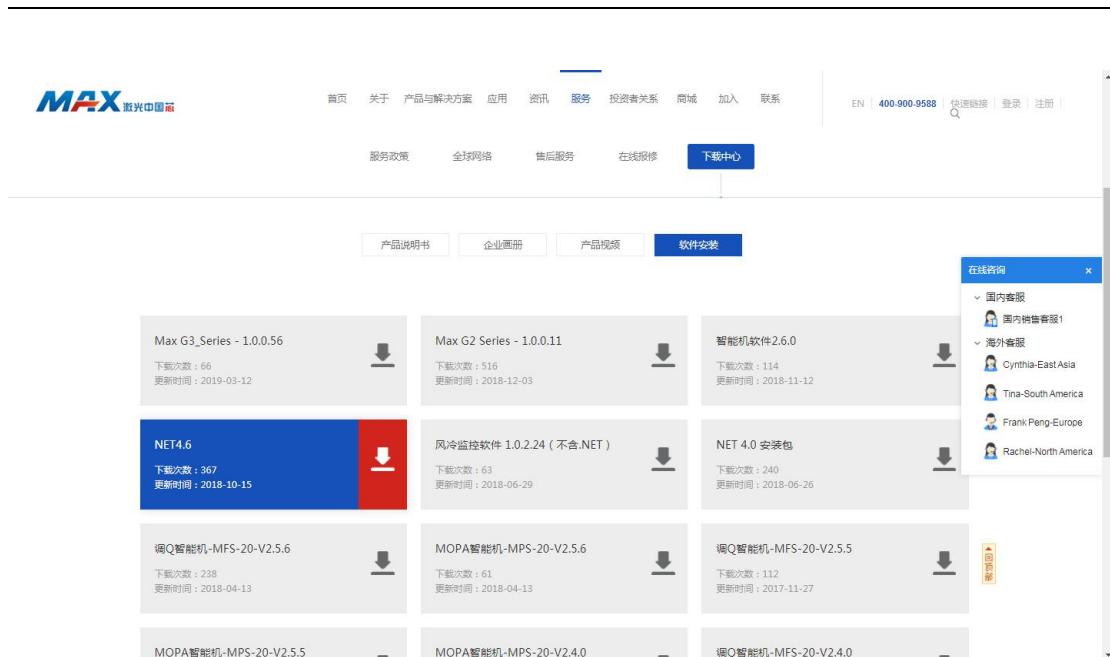 MAX 激光中国芯
首页 关于 产品与解决方案 应用 资讯 服务 投资者关系 商城 加入 联系
EN 400-900-9588 快速链接 登录 注册
服务政策 全球网络 售后服务 在线报修 下载中心
产品说明书 企业画册 产品视频 软件安装
在线咨询 ×
国内客服
国内销售客服1
海外客服
Cynthia-East Asia
Tina-South America
Frank Peng-Europe
Rachel-North America
Max G3_Series - 1.0.0.56
下载次数：66
更新时间：2019-03-12
Max G2 Series - 1.0.0.11
下载次数：516
更新时间：2018-12-03
智能机软件2.6.0
下载次数：114
更新时间：2018-11-12
NET4.6
下载次数：367
更新时间：2018-10-15
风冷监控软件 1.0.2.24（不含.NET）
下载次数：63
更新时间：2018-06-29
NET 4.0 安装包
下载次数：240
更新时间：2018-06-26
调Q智能机-MFS-20-V2.5.6
下载次数：238
更新时间：2018-04-13
MOPA智能机-MPS-20-V2.5.6
下载次数：61
更新时间：2018-04-13
调Q智能机-MFS-20-V2.5.5
下载次数：112
更新时间：2017-11-27
回顶部
MOPA智能机-MPS-20-V2.5.5
MOPA智能机-MPS-20-V2.4.0
调Q智能机-MFS-20-V2.4.0